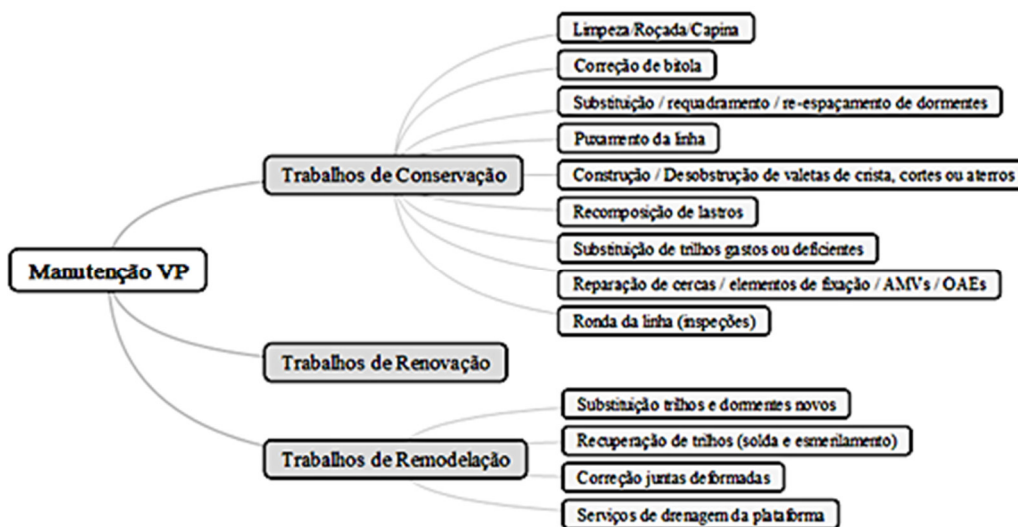 Limpeza/Roçada/Capina
Correção de bitola
Substituição / requadramento / re-espaçamento de dormentes
Puxamento da linha
Trabalhos de Conservação
Construção / Desobstrução de valetas de crista, cortes ou aterros
Recomposição de lastros
Substituição de trilhos gastos ou deficientes
Manutenção VP
Reparação de cercas / elementos de fixação / AMVs / OAEs
Ronda da linha (inspeções)
Trabalhos de Renovação
Substituição trilhos e dormentes novos
Recuperação de trilhos (solda e esmerilamento)
Trabalhos de Remodelação
Correção juntas deformadas
Serviços de drenagem da plataforma